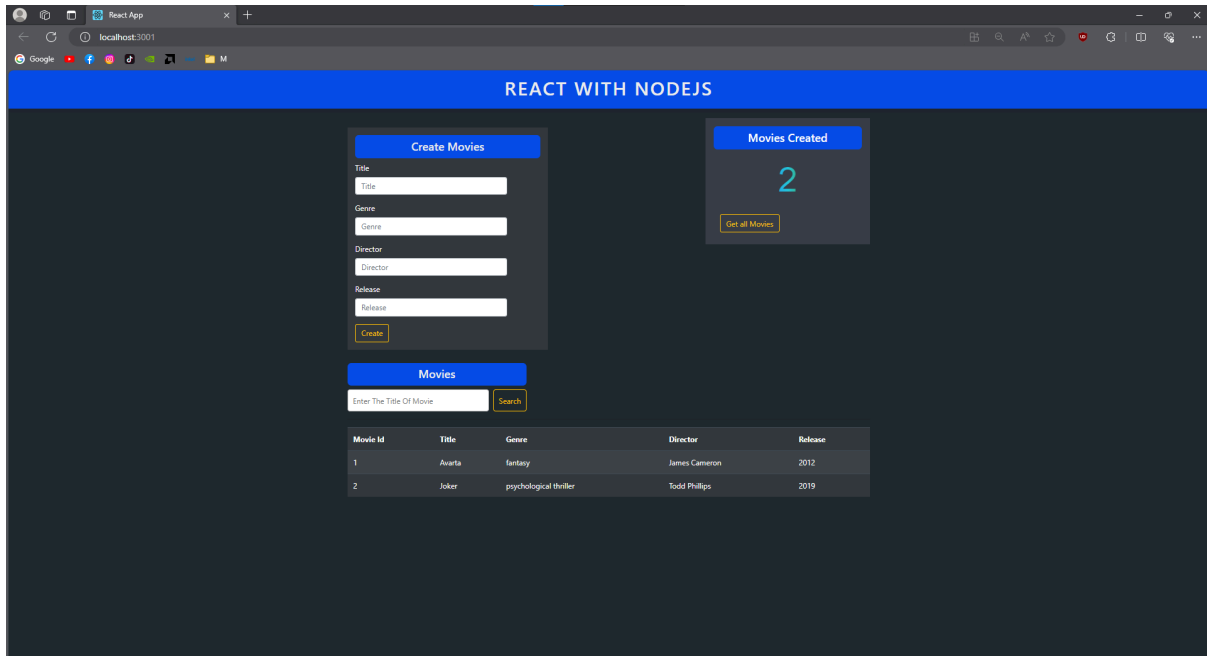 React App
localhost:3001
Google
M
REACT WITH NODEJS
Create Movies
Title
Title
Genre
Genre
Director
Director
Release
Release
Create
Movies Created
2
Get all Movies
Movies
Enter The Title Of Movie
Search
Movie Id Title Genre Director Release
1 Avarta fantasy James Cameron 2012
2 Joker psychological thriller Todd Phillips 2019